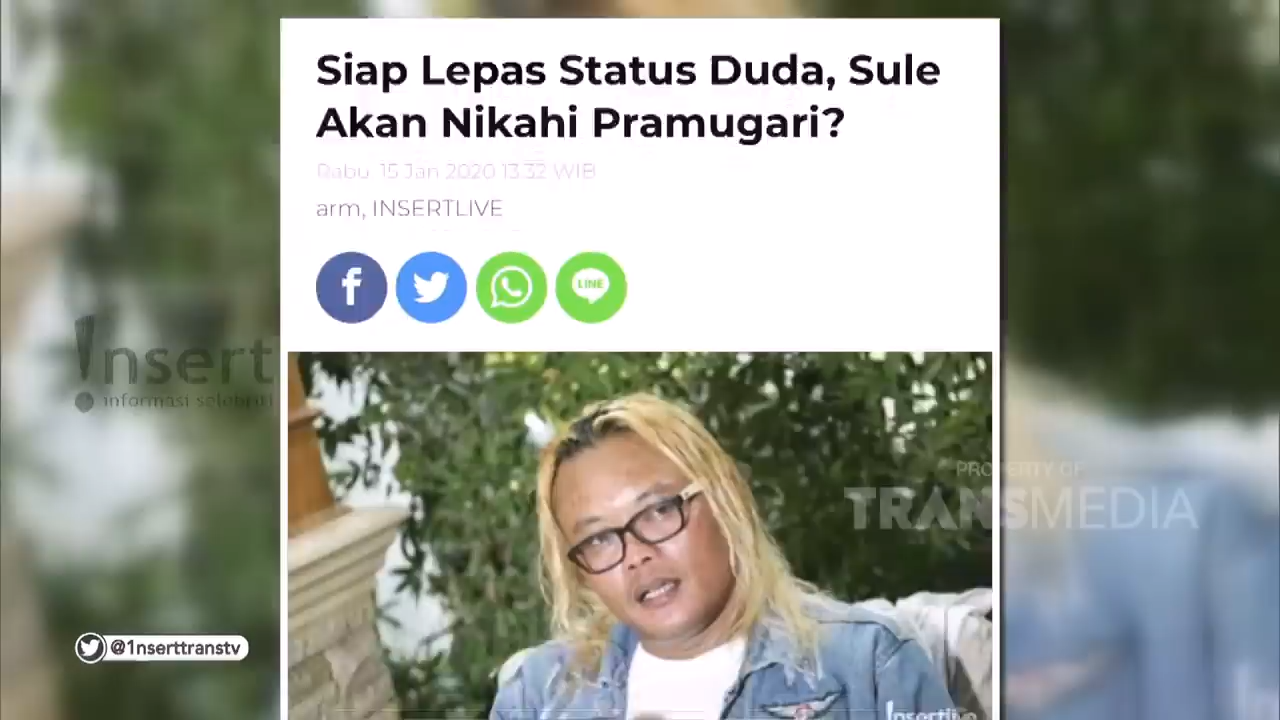 Siap Lepas Status Duda, Sule
Akan Nikahi Pramugari?
Rabu, 15 Jan 2020 13:32 WIB
arm, INSERTLIVE
f
LINE
Insert
informasi selebriti
PROPERTY OF
TRANSMEDIA
@1nserttranstv
Insertlive